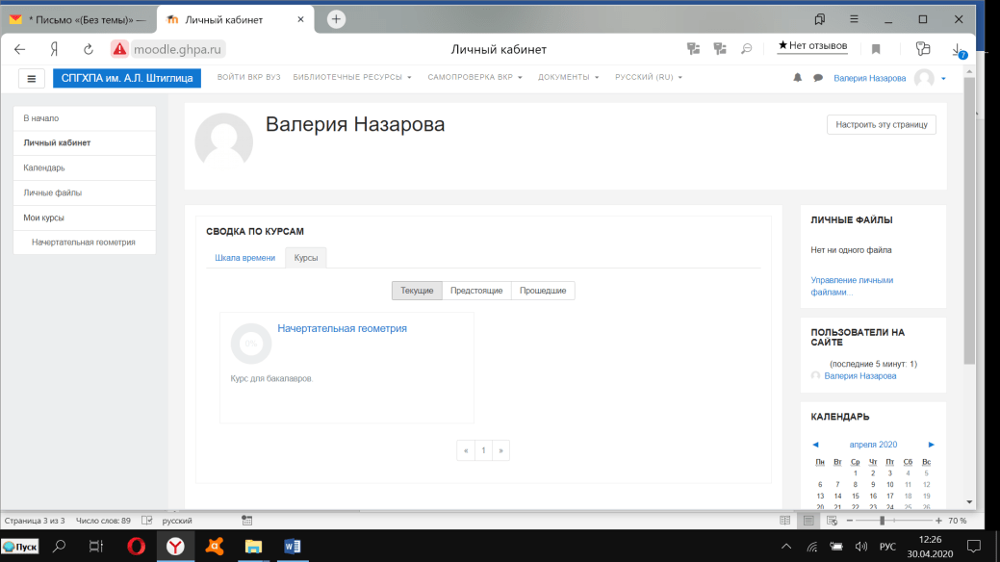 * Письмо «(Без темы)» —
Личный кабинет
moodle.ghpa.ru
Личный кабинет
★ Нет отзывов
7
СПГХПА им. А.Л. Штиглица
ВОЙТИ ВКР ВУЗ
БИБЛИОТЕЧНЫЕ РЕСУРСЫ
САМОПРОВЕРКА ВКР
ДОКУМЕНТЫ
РУССКИЙ (RU)
Валерия Назарова
В начало
Личный кабинет
Календарь
Личные файлы
Мои курсы
Начертательная геометрия
Валерия Назарова
Настроить эту страницу
СВОДКА ПО КУРСАМ
Шкала времени
Курсы
Текущие
Предстоящие
Прошедшие
0%
Начертательная геометрия
Курс для бакалавров.
« 1 »
ЛИЧНЫЕ ФАЙЛЫ
Нет ни одного файла
Управление личными
файлами...
ПОЛЬЗОВАТЕЛИ НА
САЙТЕ
(последние 5 минут: 1)
Валерия Назарова
КАЛЕНДАРЬ
◄ апреля 2020 ►
Пн Вт Ср Чт Пт Сб Вс
1 2 3 4 5
6 7 8 9 10 11 12
13 14 15 16 17 18 19
20 21 22 23 24 25 26
Страница 3 из 3
Число слов: 89
русский
70 %
Пуск
РУС
12:26
30.04.2020